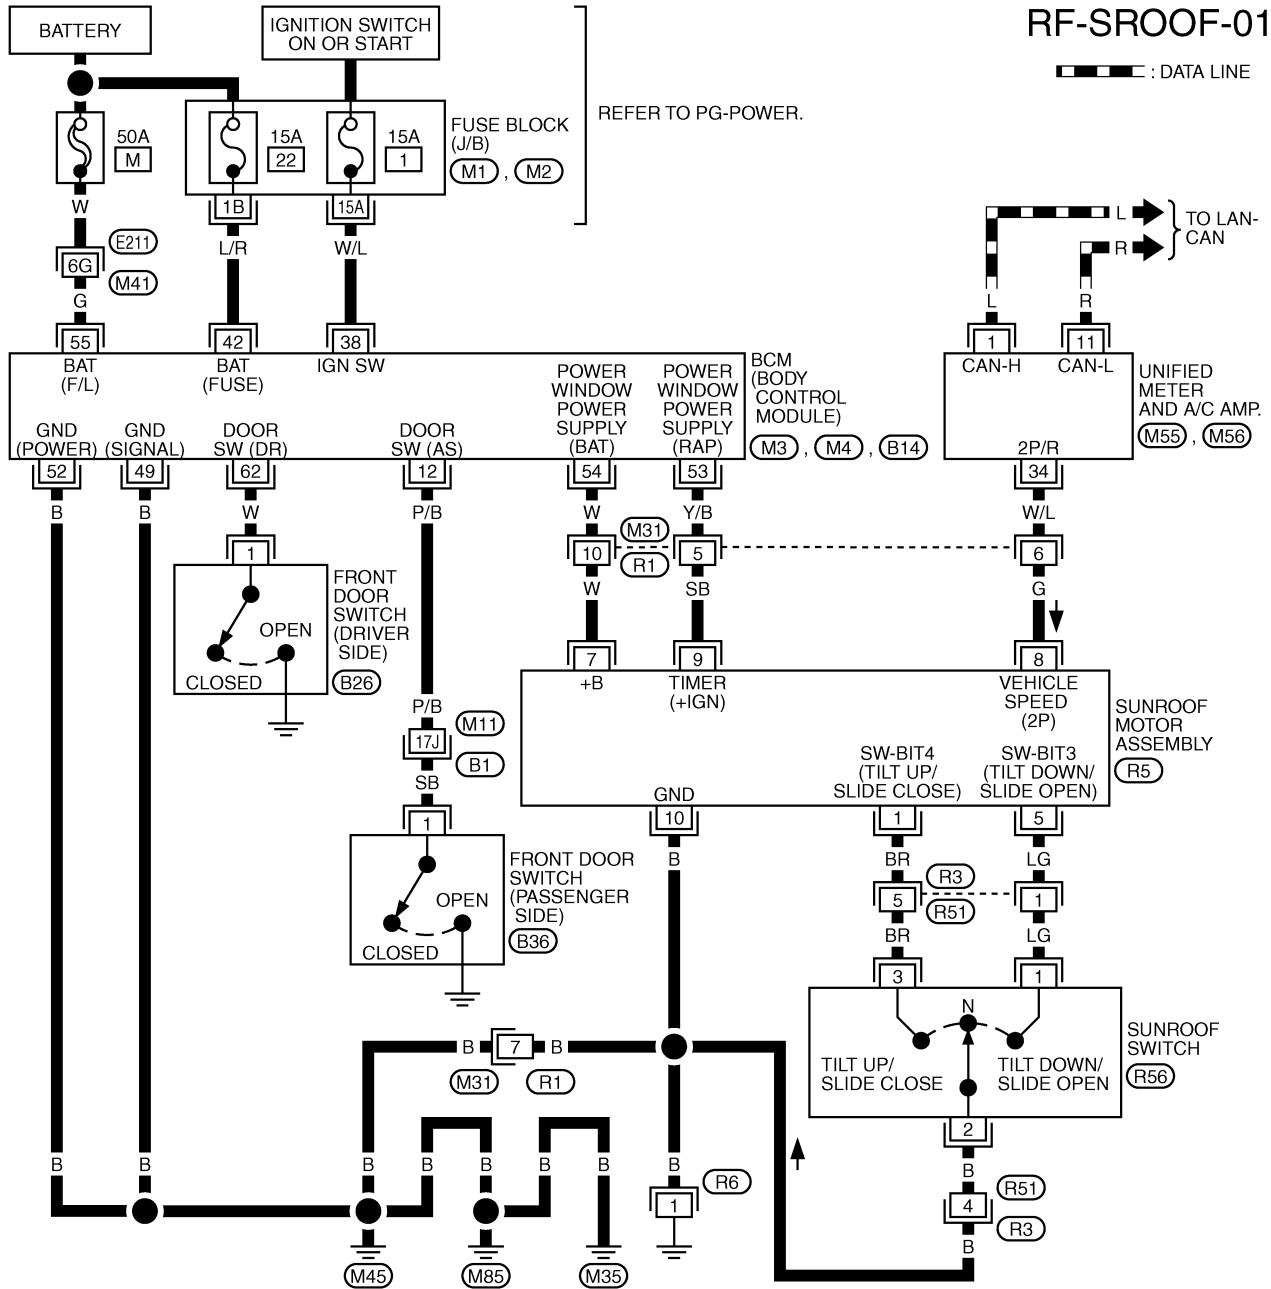 RF-SROOF-01
: DATA LINE
BATTERY
IGNITION SWITCH
ON OR START
REFER TO PG-POWER.
50A
M
15A
22
15A
1
FUSE BLOCK
(J/B)
M1 , M2
W
1B
15A
E211
6G
M41
L/R
W/L
G
L
R
TO LAN-
CAN
L
R
55
42
38
1
11
BAT
(F/L)
BAT
(FUSE)
IGN SW
POWER
WINDOW
POWER
SUPPLY
(BAT)
POWER
WINDOW
POWER
SUPPLY
(RAP)
BCM
(BODY
CONTROL
MODULE)
M3 , M4 , B14
CAN-H
CAN-L
UNIFIED
METER
AND A/C AMP.
M55 , M56
GND
(POWER)
GND
(SIGNAL)
DOOR
SW (DR)
DOOR
SW (AS)
2P/R
52
49
62
12
54
53
34
B
B
W
P/B
W
Y/B
W/L
M31
1
10
5
6
R1
W
SB
G
FRONT
DOOR
SWITCH
(DRIVER
SIDE)
B26
OPEN
CLOSED
7
9
8
+B
TIMER
(+IGN)
VEHICLE
SPEED
(2P)
SUNROOF
MOTOR
ASSEMBLY
R5
P/B
M11
17J
B1
SB
SW-BIT4
(TILT UP/
SLIDE CLOSE)
SW-BIT3
(TILT DOWN/
SLIDE OPEN)
GND
1
10
1
5
B
BR
LG
FRONT DOOR
SWITCH
(PASSENGER
SIDE)
B36
OPEN
CLOSED
R3
5
1
R51
BR
LG
3
1
N
TILT UP/
SLIDE CLOSE
TILT DOWN/
SLIDE OPEN
SUNROOF
SWITCH
R56
B
7
B
M31
R1
2
B
B
B
B
B
B
B
B
B
R6
1
R51
4
R3
B
M45
M85
M35